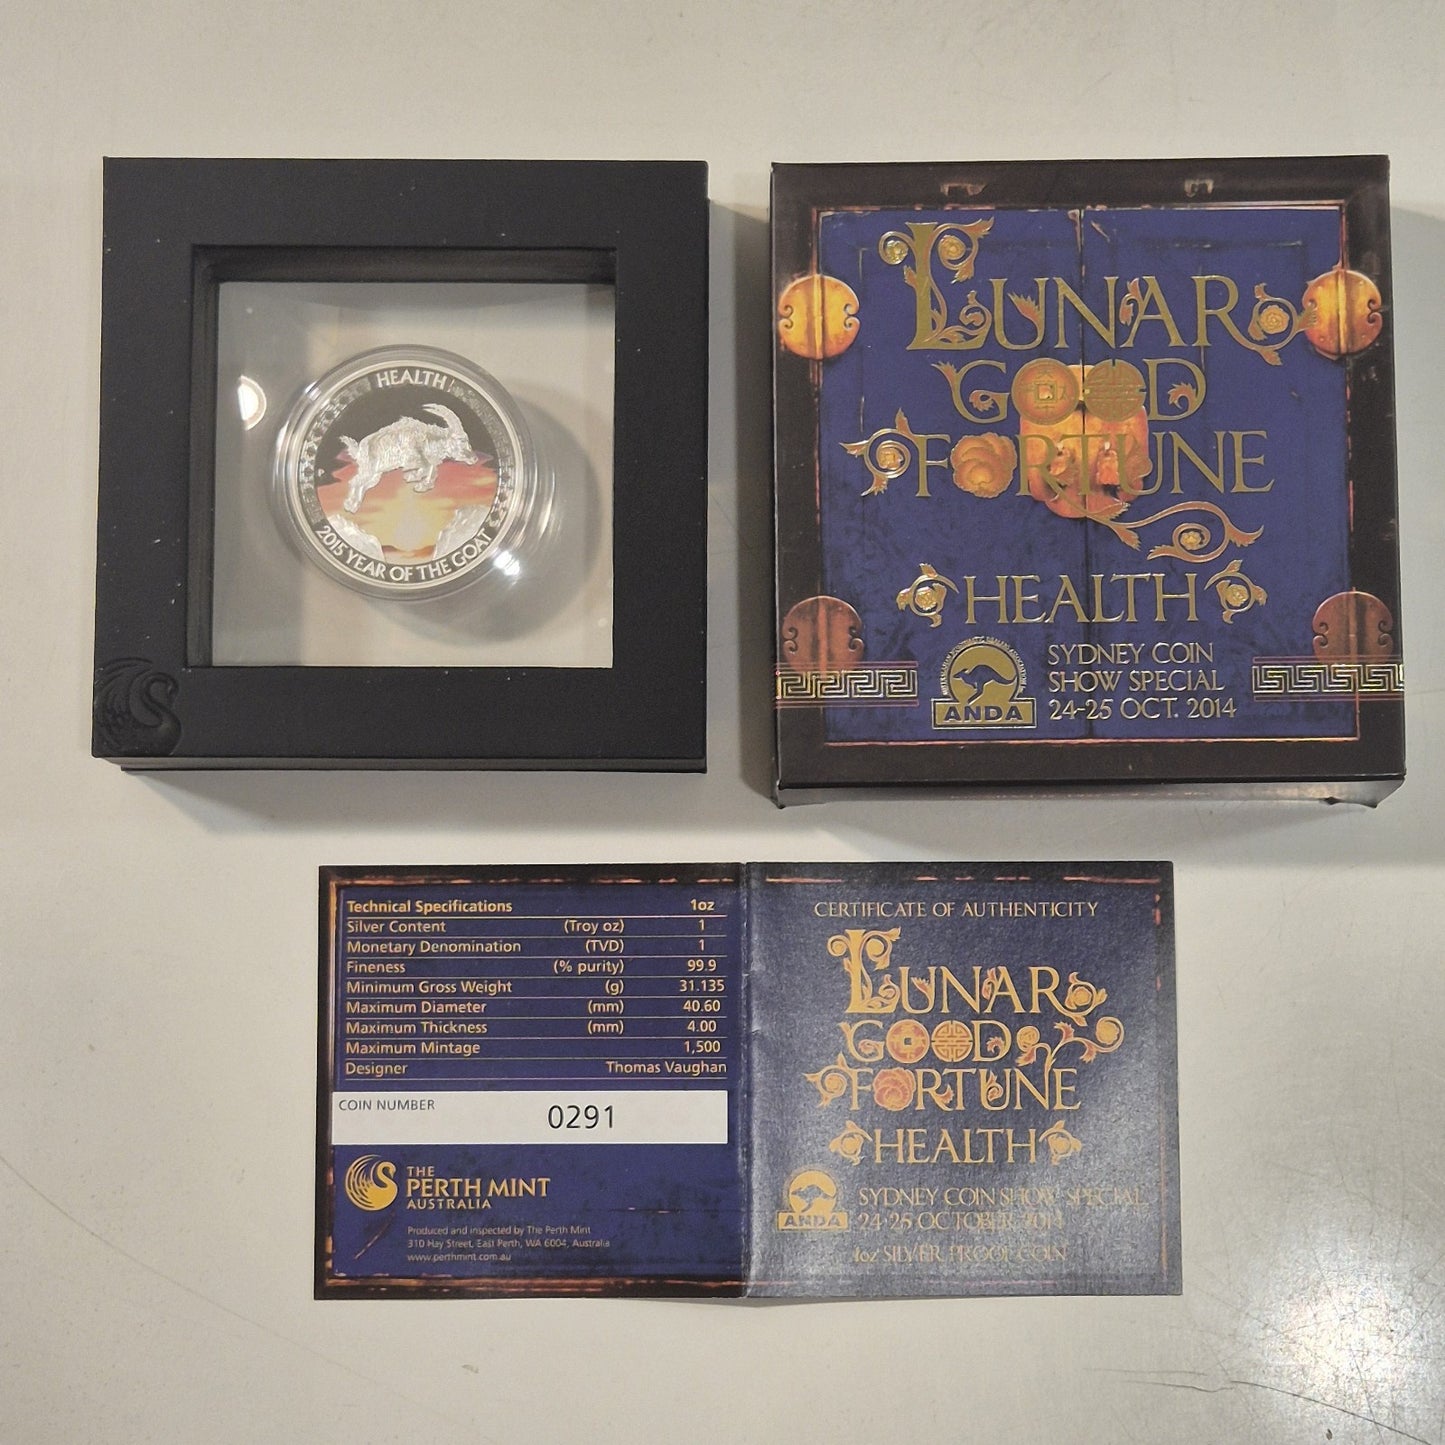 HEALTH
P
2015 YEAR OF THE GOAT
LUNAR
GOOD
FORTUNE
HEALTH
ANDA
SYDNEY COIN
SHOW SPECIAL
24-25 OCT. 2014
Technical Specifications 1oz
Silver Content (Troy oz) 1
Monetary Denomination (TVD) 1
Fineness (% purity) 99.9
Minimum Gross Weight (g) 31.135
Maximum Diameter (mm) 40.60
Maximum Thickness (mm) 4.00
Maximum Mintage 1,500
Designer Thomas Vaughan
COIN NUMBER 0291
THE
PERTH MINT
AUSTRALIA
Produced and inspected by The Perth Mint
310 Hay Street, East Perth, WA 6004, Australia
www.perthmint.com.au
CERTIFICATE OF AUTHENTICITY
LUNAR
GOOD
FORTUNE
HEALTH
ANDA
SYDNEY COIN SHOW SPECIAL
24-25 OCTOBER 2014
1oz SILVER PROOF COIN